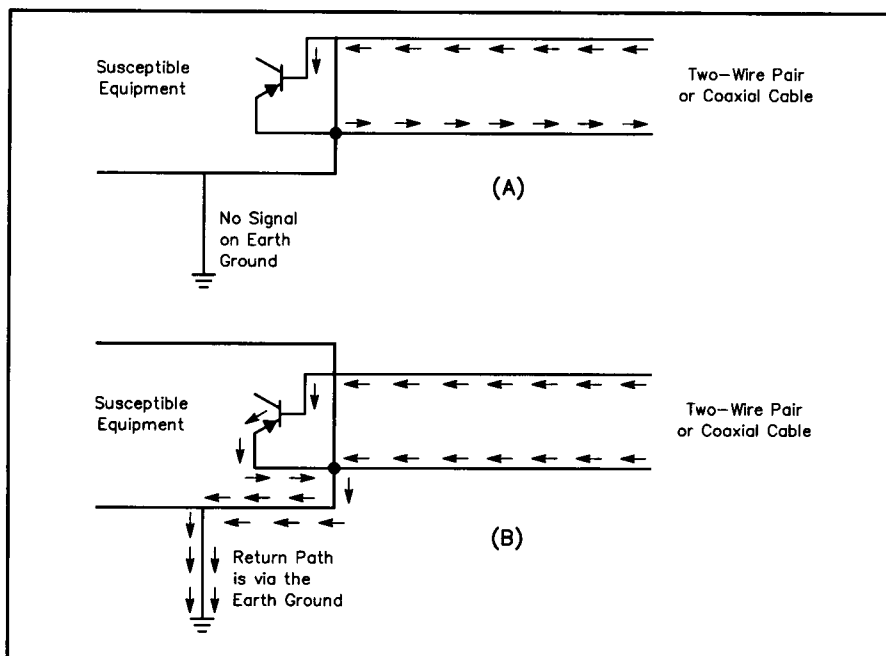 Susceptible
Equipment
Two-Wire Pair
or Coaxial Cable
(A)
No Signal
on Earth
Ground
Susceptible
Equipment
Two-Wire Pair
or Coaxial Cable
(B)
Return Path
is via the
Earth Ground